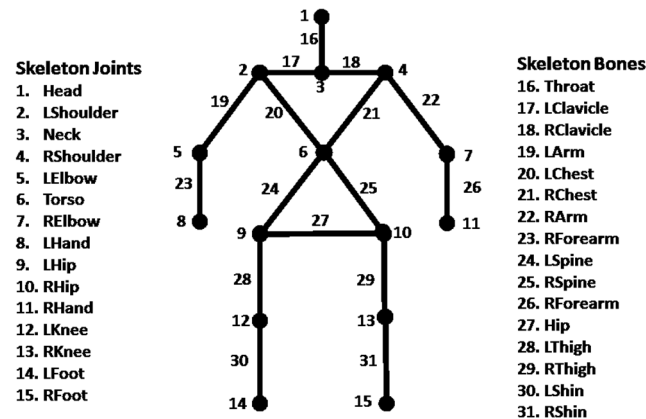 Skeleton Joints
1. Head
2. LShoulder
3. Neck
4. RShoulder
5. LElbow
6. Torso
7. RElbow
8. LHand
9. LHip
10. RHip
11. RHand
12. LKnee
13. RKnee
14. LFoot
15. RFoot
1
16
2 17 18 4
3
19 20 21 22
5 6 7
23 24 25 26
8 27 11
9 10
28 29
12 13
30 31
14 15
Skeleton Bones
16. Throat
17. LClavicle
18. RClavicle
19. LArm
20. LChest
21. RChest
22. RArm
23. RForearm
24. LSpine
25. RSpine
26. RForearm
27. Hip
28. LThigh
29. RThigh
30. LShin
31. RShin